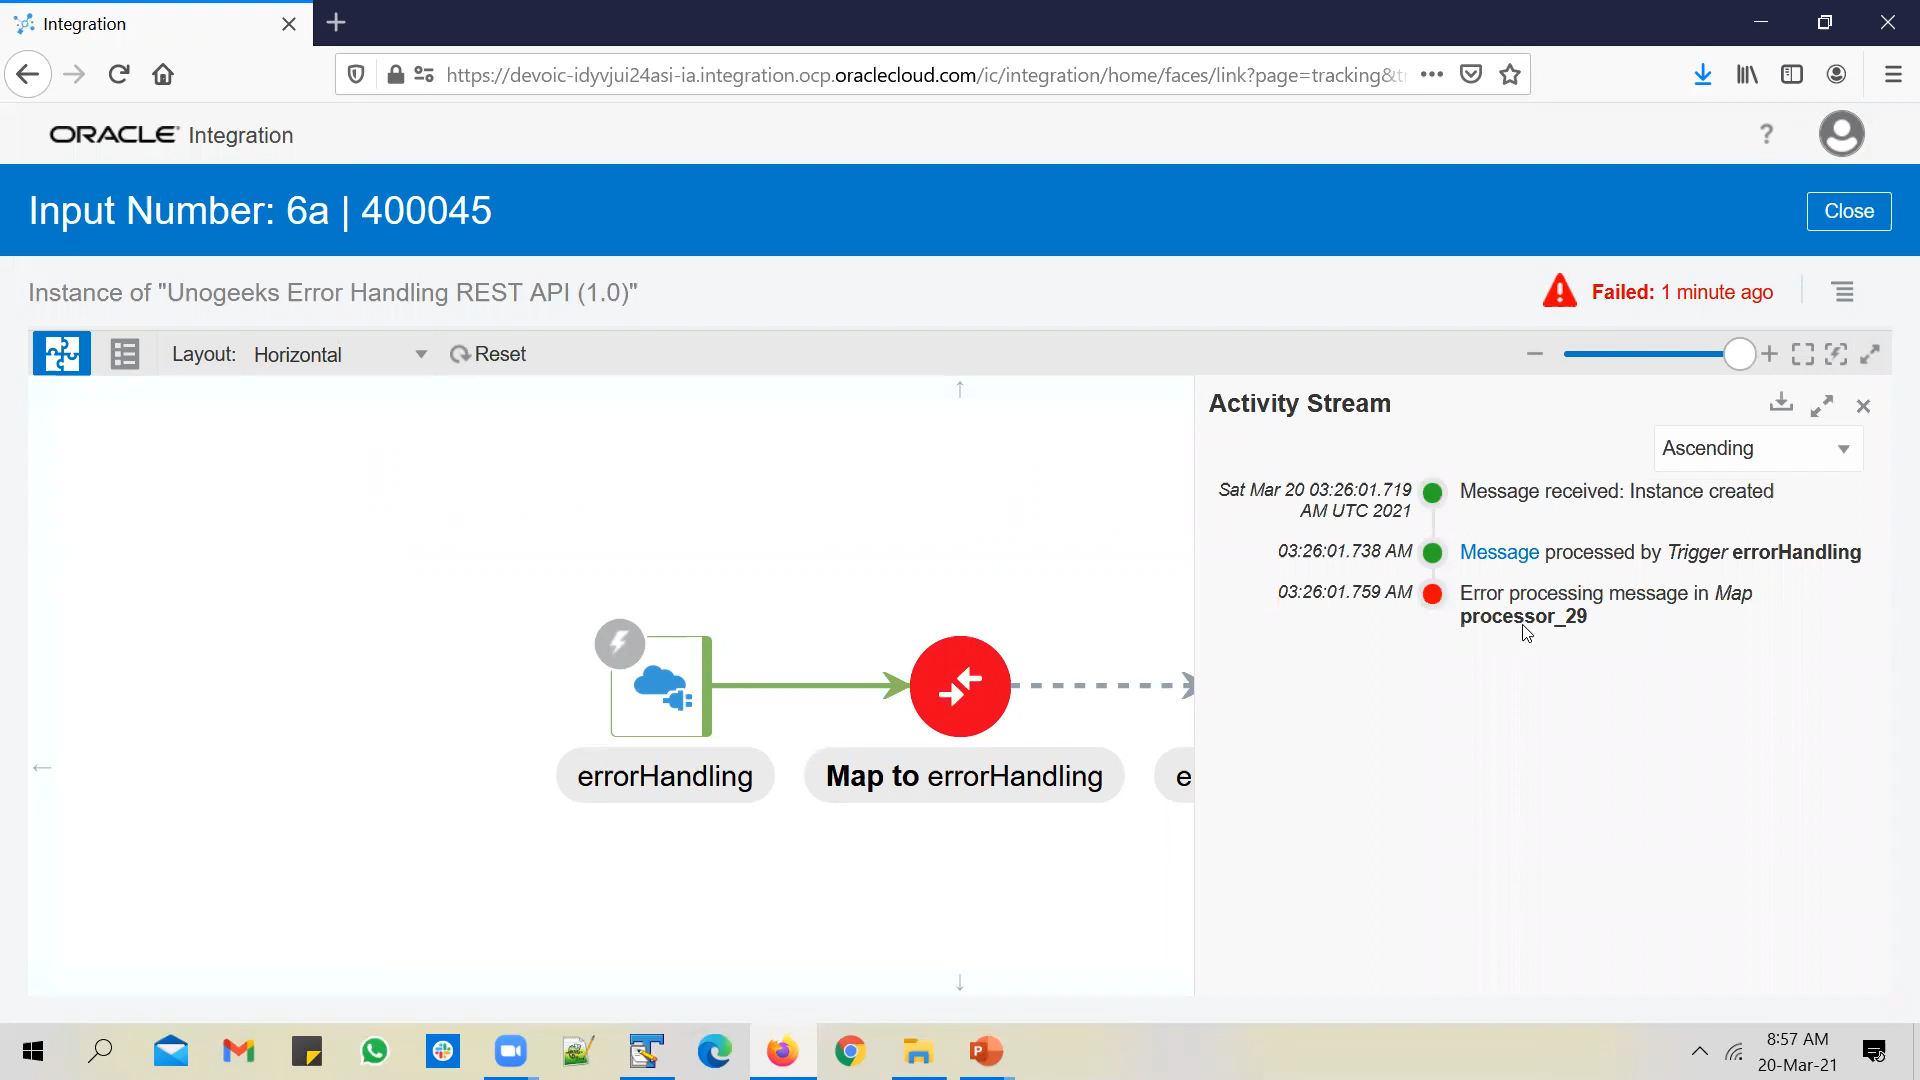 Integration
https://devoic-idyvjui24asi-ia.integration.ocp.oraclecloud.com/ic/integration/home/faces/link?page=tracking&t
ORACLE Integration
?
Input Number: 6a | 400045
Close
Instance of "Unogeeks Error Handling REST API (1.0)"
Failed: 1 minute ago
Layout: Horizontal
Reset
Activity Stream
Ascending
Sat Mar 20 03:26:01.719
AM UTC 2021
Message received: Instance created
03:26:01.738 AM
Message processed by Trigger errorHandling
03:26:01.759 AM
Error processing message in Map
processor_29
errorHandling
Map to errorHandling
e
8:57 AM
20-Mar-21